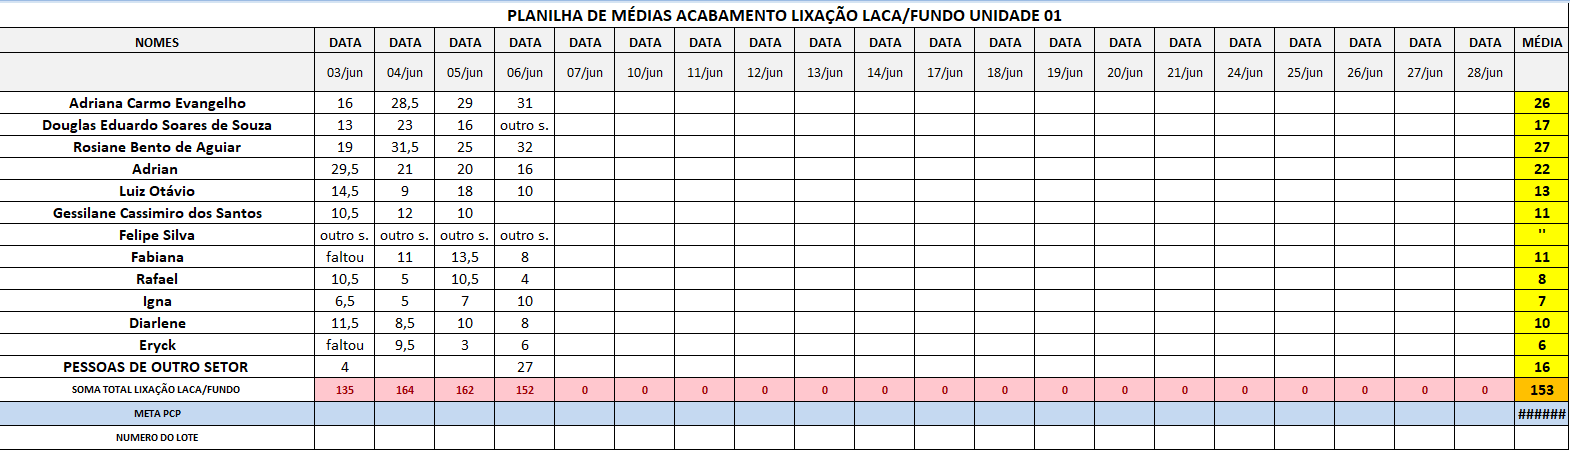 PLANILHA DE MÉDIAS ACABAMENTO LIXAÇÃO LACA/FUNDO UNIDADE 01
NOMES DATA DATA DATA DATA DATA DATA DATA DATA DATA DATA DATA DATA DATA DATA DATA DATA DATA DATA DATA DATA MÉDIA
03/jun 04/jun 05/jun 06/jun 07/jun 10/jun 11/jun 12/jun 13/jun 14/jun 17/jun 18/jun 19/jun 20/jun 21/jun 24/jun 25/jun 26/jun 27/jun 28/jun
Adriana Carmo Evangelho 16 28,5 29 31 26
Douglas Eduardo Soares de Souza 13 23 16 outro s. 17
Rosiane Bento de Aguiar 19 31,5 25 32 27
Adrian 29,5 21 20 16 22
Luiz Otávio 14,5 9 18 10 13
Gessilane Cassimiro dos Santos 10,5 12 10 11
Felipe Silva outro s. outro s. outro s. outro s. ''
Fabiana faltou 11 13,5 8 11
Rafael 10,5 5 10,5 4 8
Igna 6,5 5 7 10 7
Diarlene 11,5 8,5 10 8 10
Eryck faltou 9,5 3 6 6
PESSOAS DE OUTRO SETOR 4 27 16
SOMA TOTAL LIXAÇÃO LACA/FUNDO 135 164 162 152 0 0 0 0 0 0 0 0 0 0 0 0 0 0 0 0 153
META PCP ######
NUMERO DO LOTE